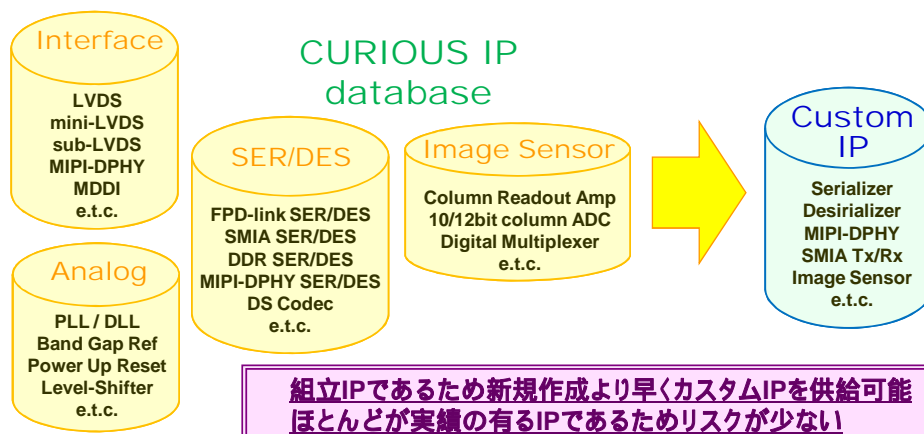 Interface
LVDS
mini-LVDS
sub-LVDS
MIPI-DPHY
MDDI
e.t.c.
Analog
PLL / DLL
Band Gap Ref
Power Up Reset
Level-Shifter
e.t.c.
CURIOUS IP
database
SER/DES
FPD-link SER/DES
SMIA SER/DES
DDR SER/DES
MIPI-DPHY SER/DES
DS Codec
e.t.c.
Image Sensor
Column Readout Amp
10/12bit column ADC
Digital Multiplexer
e.t.c.
Custom
IP
Serializer
Desirializer
MIPI-DPHY
SMIA Tx/Rx
Image Sensor
e.t.c.
組立IPであるため新規作成より早くカスタムIPを供給可能
ほとんどが実績の有るIPであるためリスクが少ない